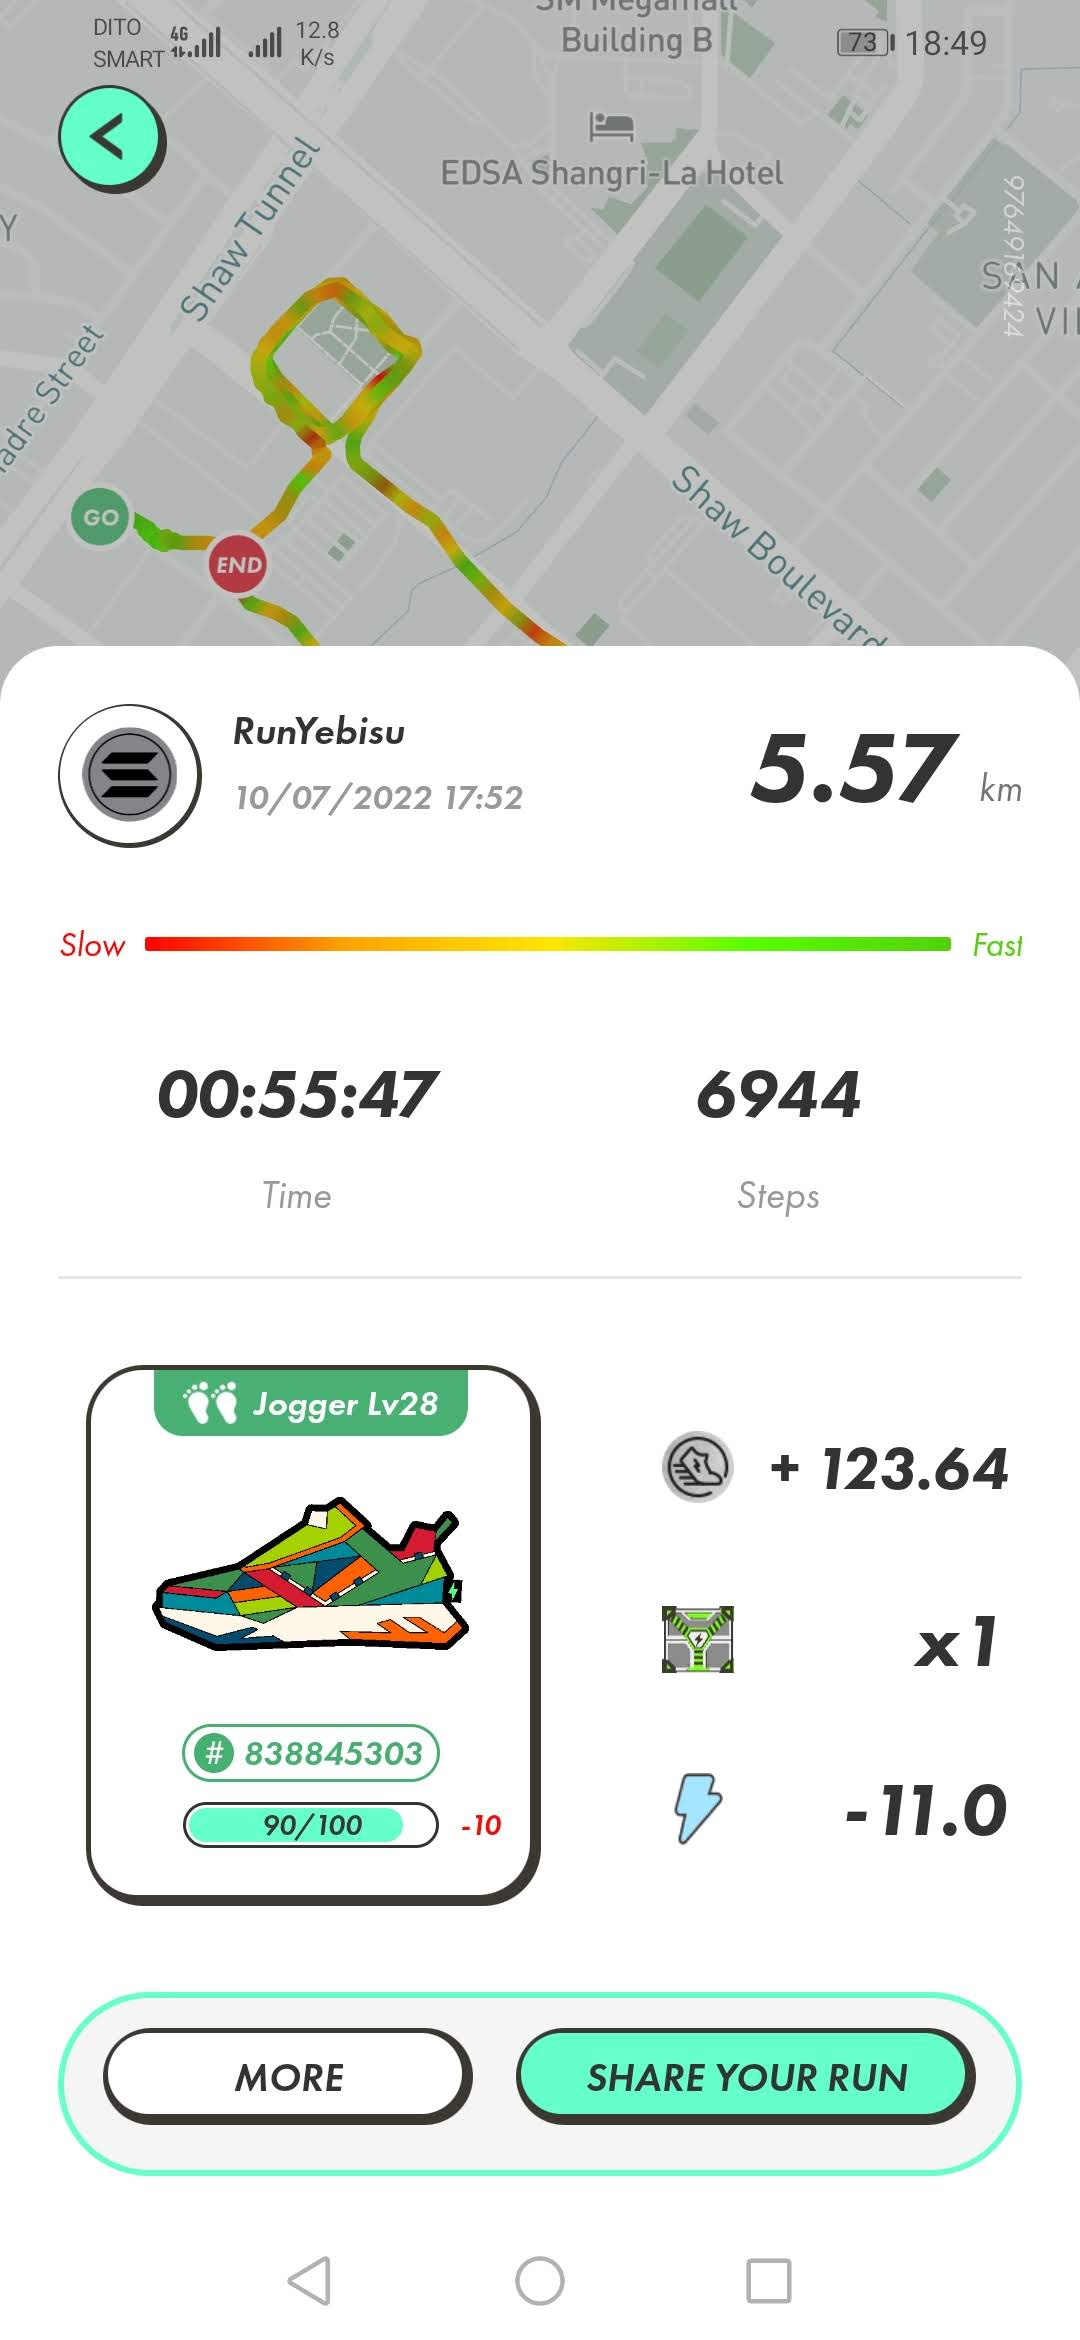 SM Megamall
Building B
DITO
SMART
4G
12.8
K/s
73
18:49
<
EDSA Shangri-La Hotel
Shaw Tunnel
Y
97649189424
SAN A
VII
adre Street
Shaw Boulevard
GO
END
RunYebisu
10/07/2022 17:52
5.57 km
Slow
Fast
00:55:47
6944
Time
Steps
Jogger Lv28
+ 123.64
x1
# 838845303
90/100
-10
-11.0
MORE
SHARE YOUR RUN